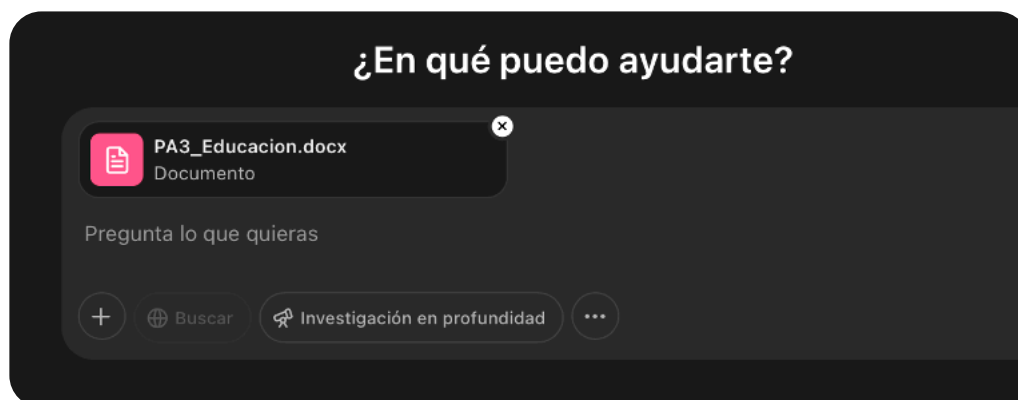 ¿En qué puedo ayudarte?
PA3_Educacion.docx
Documento
Pregunta lo que quieras
Buscar
Investigación en profundidad